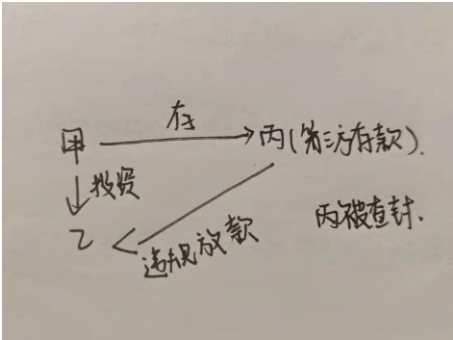 存
甲 → 丙(第三方存款).
↓投资
乙
违规放款
丙被查封.